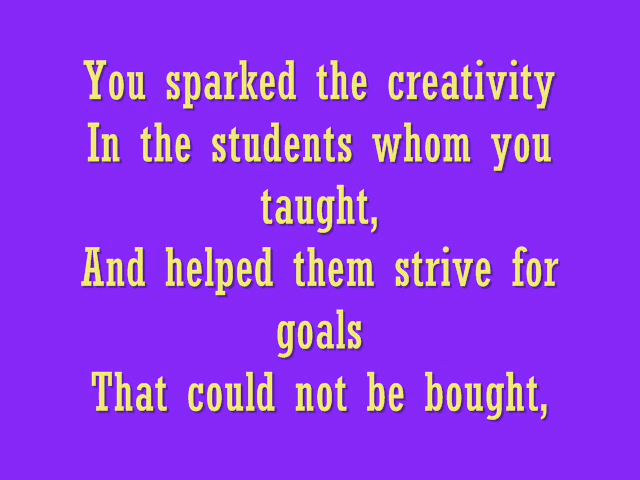 You sparked the creativity
In the students whom you
taught,
And helped them strive for
goals
That could not be bought,